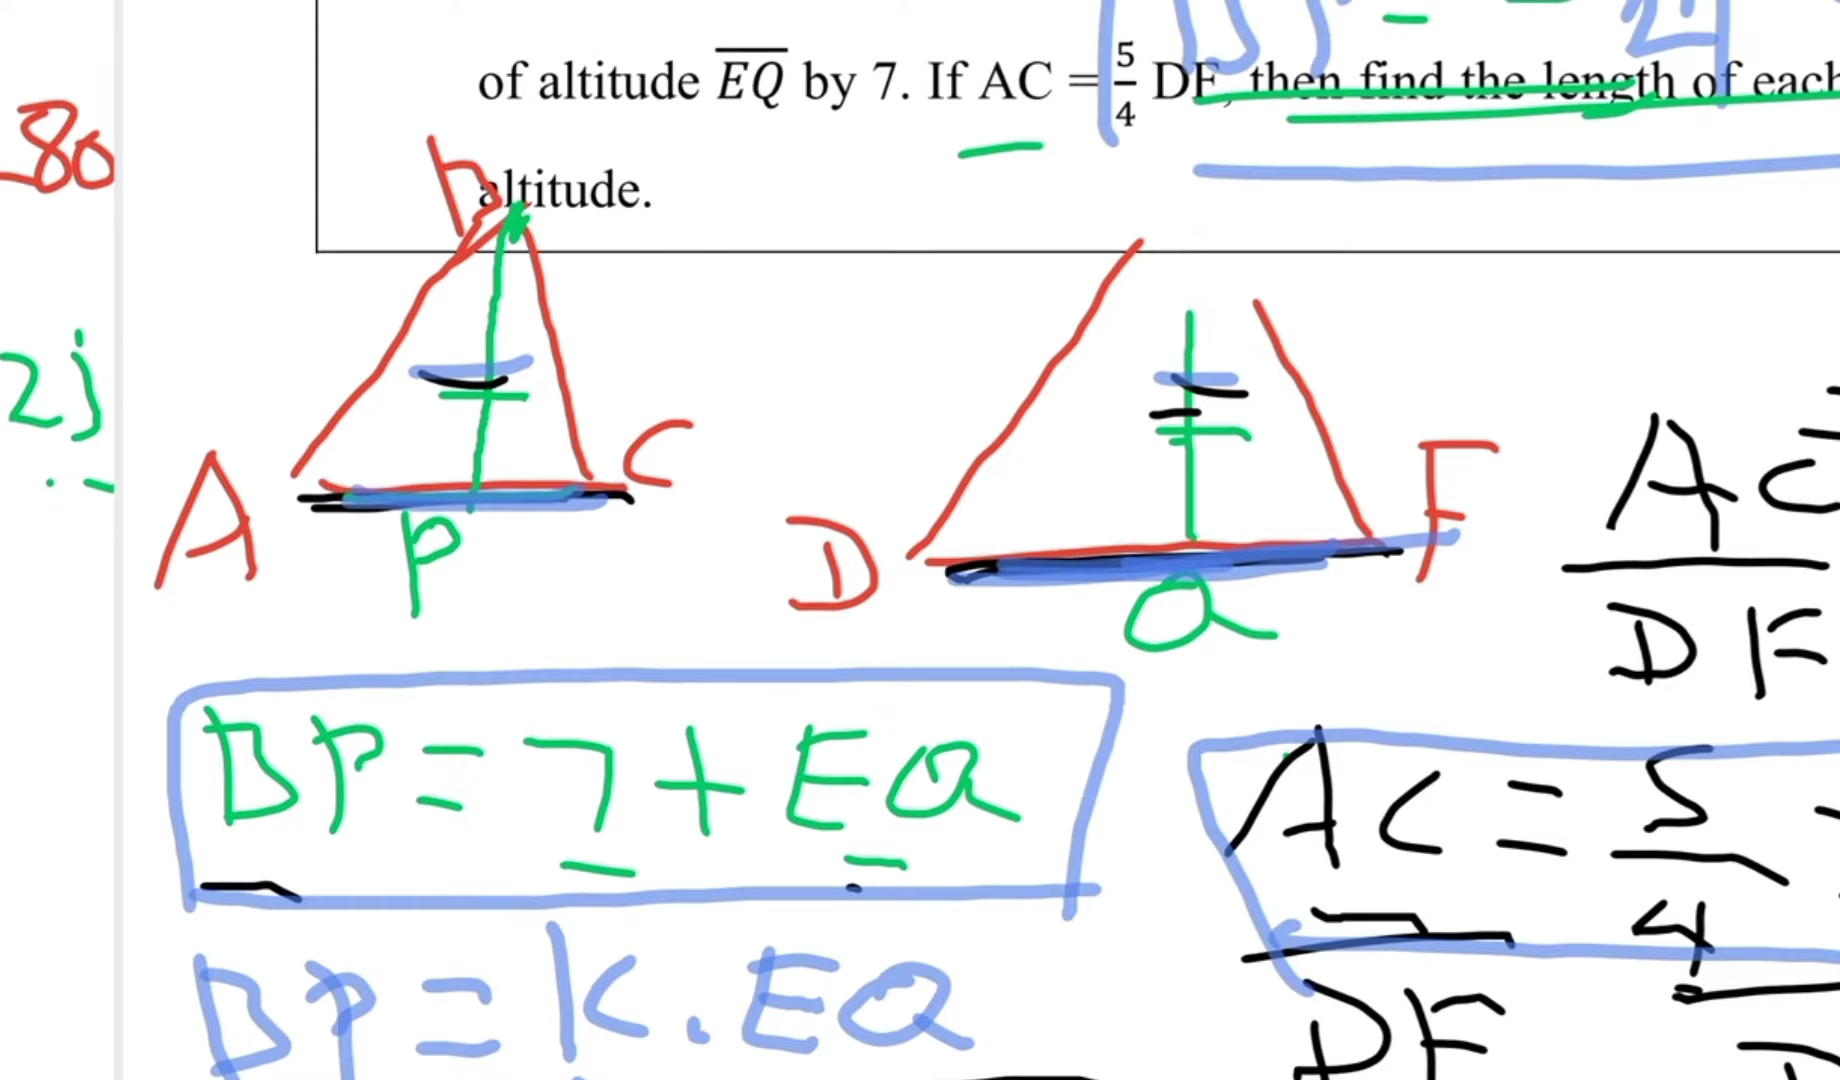 of altitude EQ by 7. If AC = 5/4 DF, then find the length of each
altitude.
80
2)
A
C
P
D
F
Q
AC
DF
BP = 7 + EQ
AC = 5
4
DF
BP = K . EQ